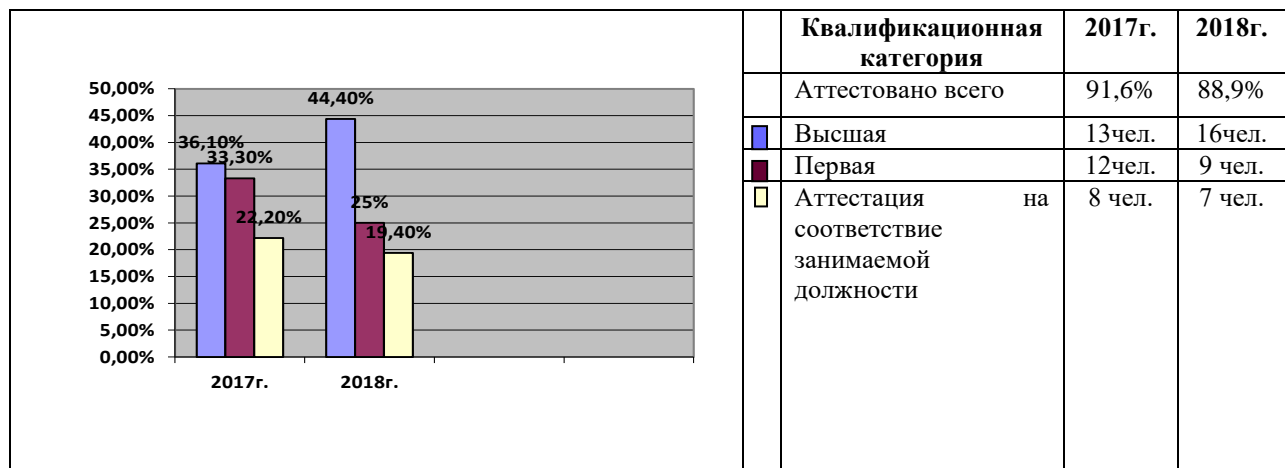 50,00%
45,00%
40,00%
35,00%
30,00%
25,00%
20,00%
15,00%
10,00%
5,00%
0,00%
36,10%
33,30%
22,20%
44,40%
25%
19,40%
2017г.
2018г.
Квалификационная 2017г. 2018г.
категория
Аттестовано всего 91,6% 88,9%
Высшая 13чел. 16чел.
Первая 12чел. 9 чел.
Аттестация на 8 чел. 7 чел.
соответствие
занимаемой
должности